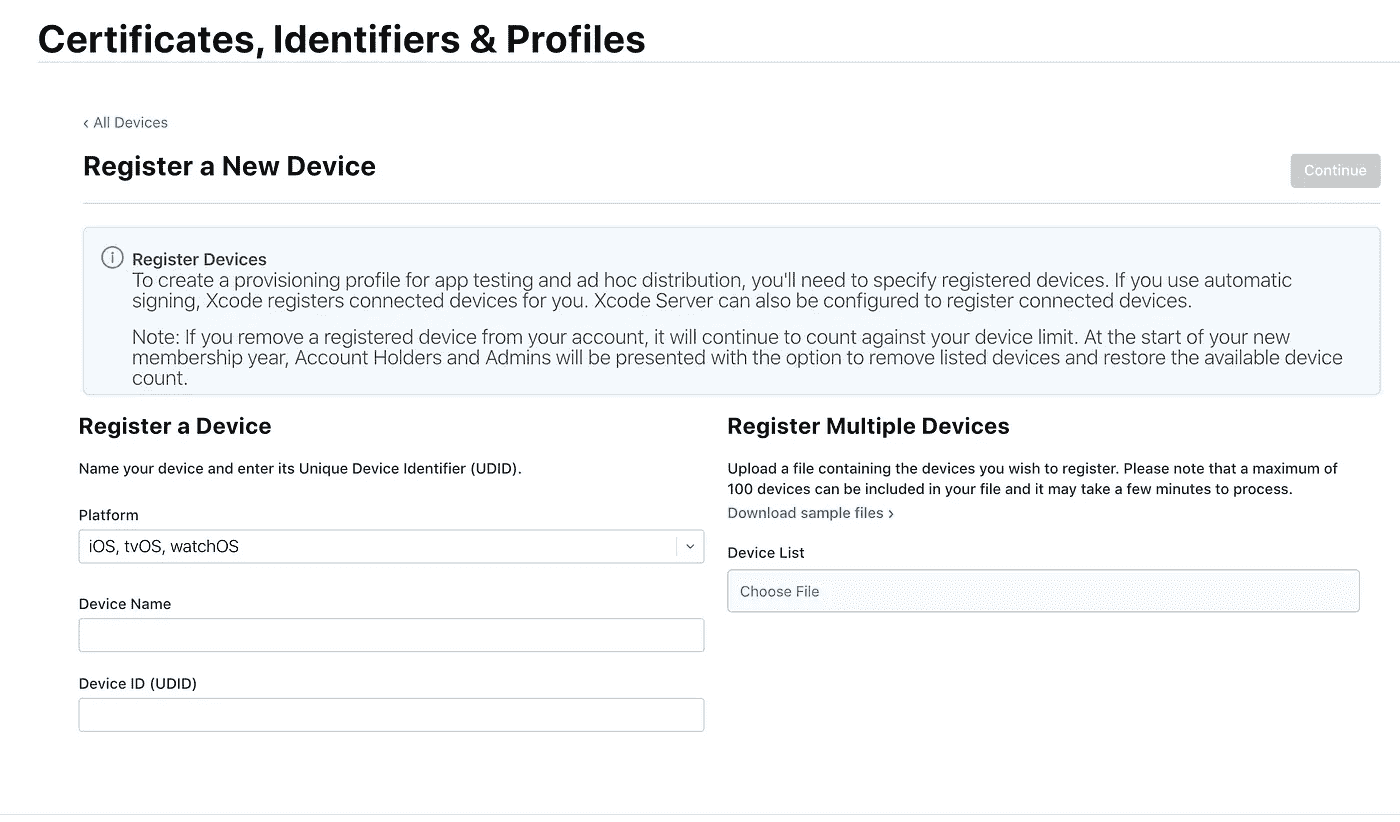 Certificates, Identifiers & Profiles
‹ All Devices
Register a New Device
Continue
Register Devices
To create a provisioning profile for app testing and ad hoc distribution, you'll need to specify registered devices. If you use automatic
signing, Xcode registers connected devices for you. Xcode Server can also be configured to register connected devices.
Note: If you remove a registered device from your account, it will continue to count against your device limit. At the start of your new
membership year, Account Holders and Admins will be presented with the option to remove listed devices and restore the available device
count.
Register a Device
Name your device and enter its Unique Device Identifier (UDID).
Platform
iOS, tvOS, watchOS
Device Name
Device ID (UDID)
Register Multiple Devices
Upload a file containing the devices you wish to register. Please note that a maximum of
100 devices can be included in your file and it may take a few minutes to process.
Download sample files ›
Device List
Choose File